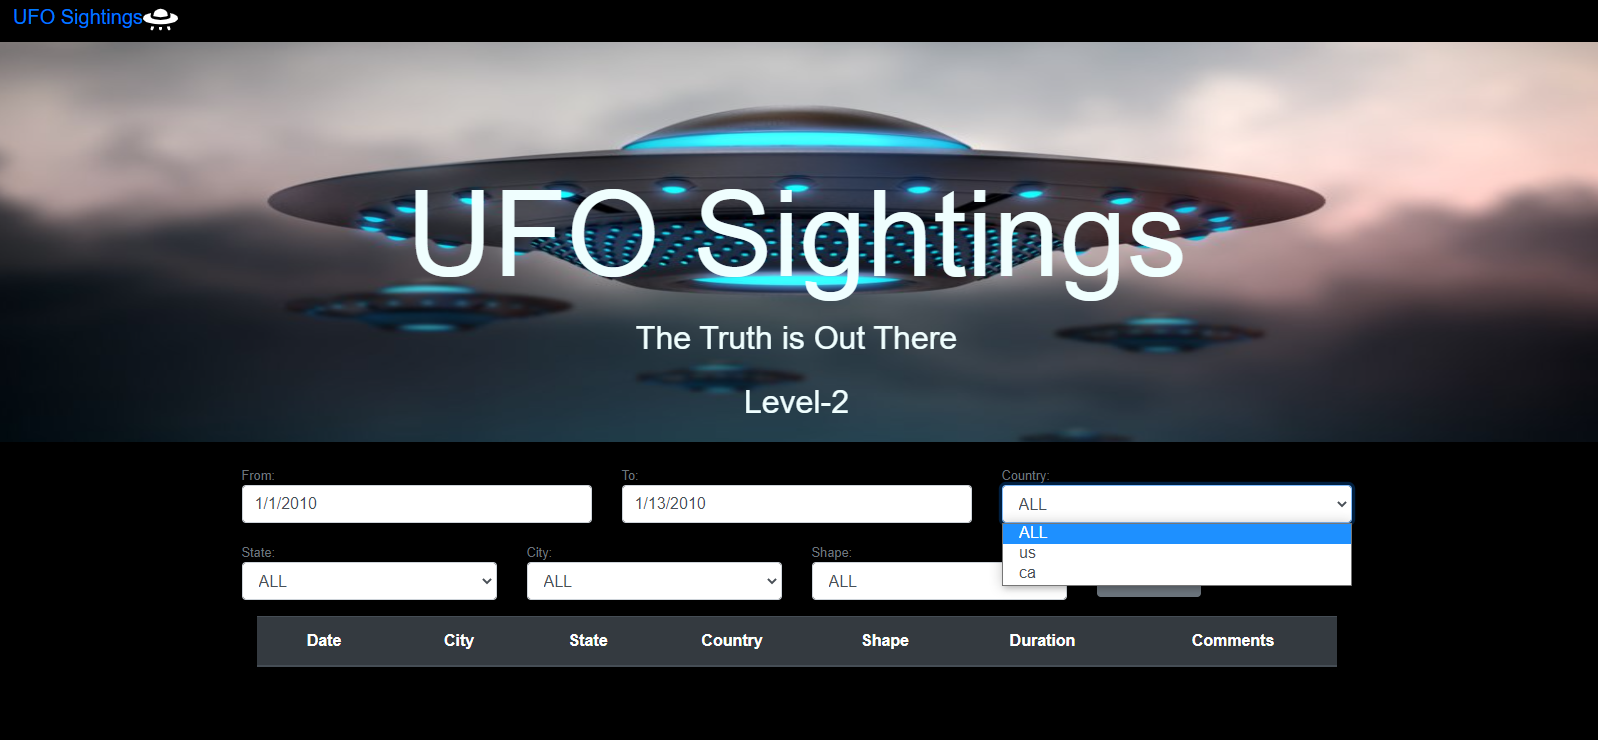 UFO Sightings
UFO Sightings
The Truth is Out There
Level-2
From: To: Country:
1/1/2010 1/13/2010 ALL
ALL
us
ca
State: City: Shape:
ALL ALL ALL
Date City State Country Shape Duration Comments